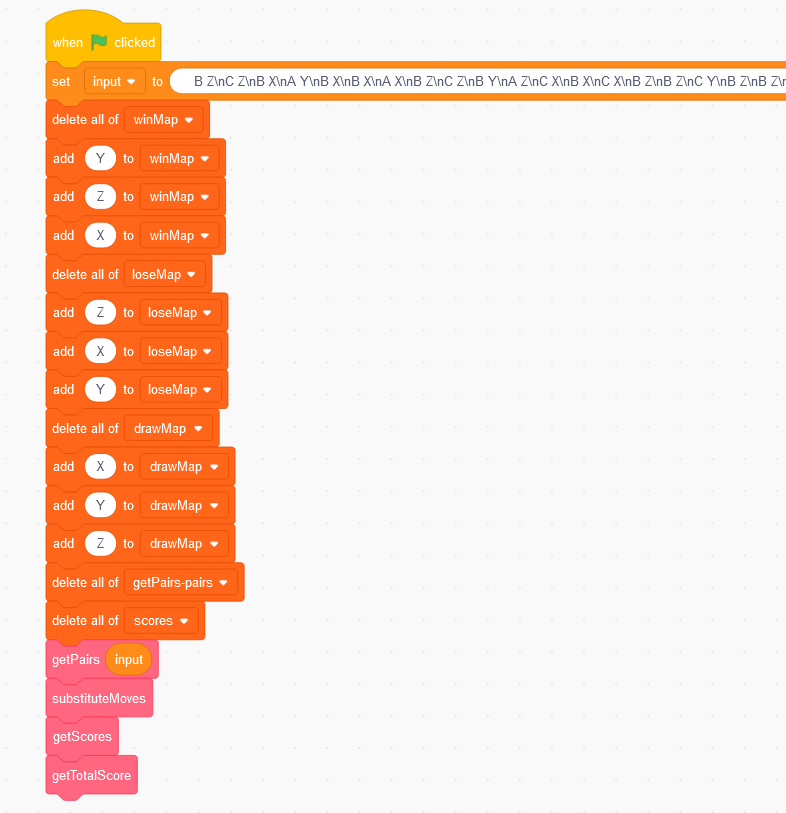 when clicked
set input to B Z\nC Z\nB X\nA Y\nB X\nB X\nA X\nB Z\nC Z\nB Y\nA Z\nC X\nB X\nC X\nB Z\nB Z\nC Y\nB Z\nB Z\n
delete all of winMap
add Y to winMap
add Z to winMap
add X to winMap
delete all of loseMap
add Z to loseMap
add X to loseMap
add Y to loseMap
delete all of drawMap
add X to drawMap
add Y to drawMap
add Z to drawMap
delete all of getPairs-pairs
delete all of scores
getPairs input
substituteMoves
getScores
getTotalScore